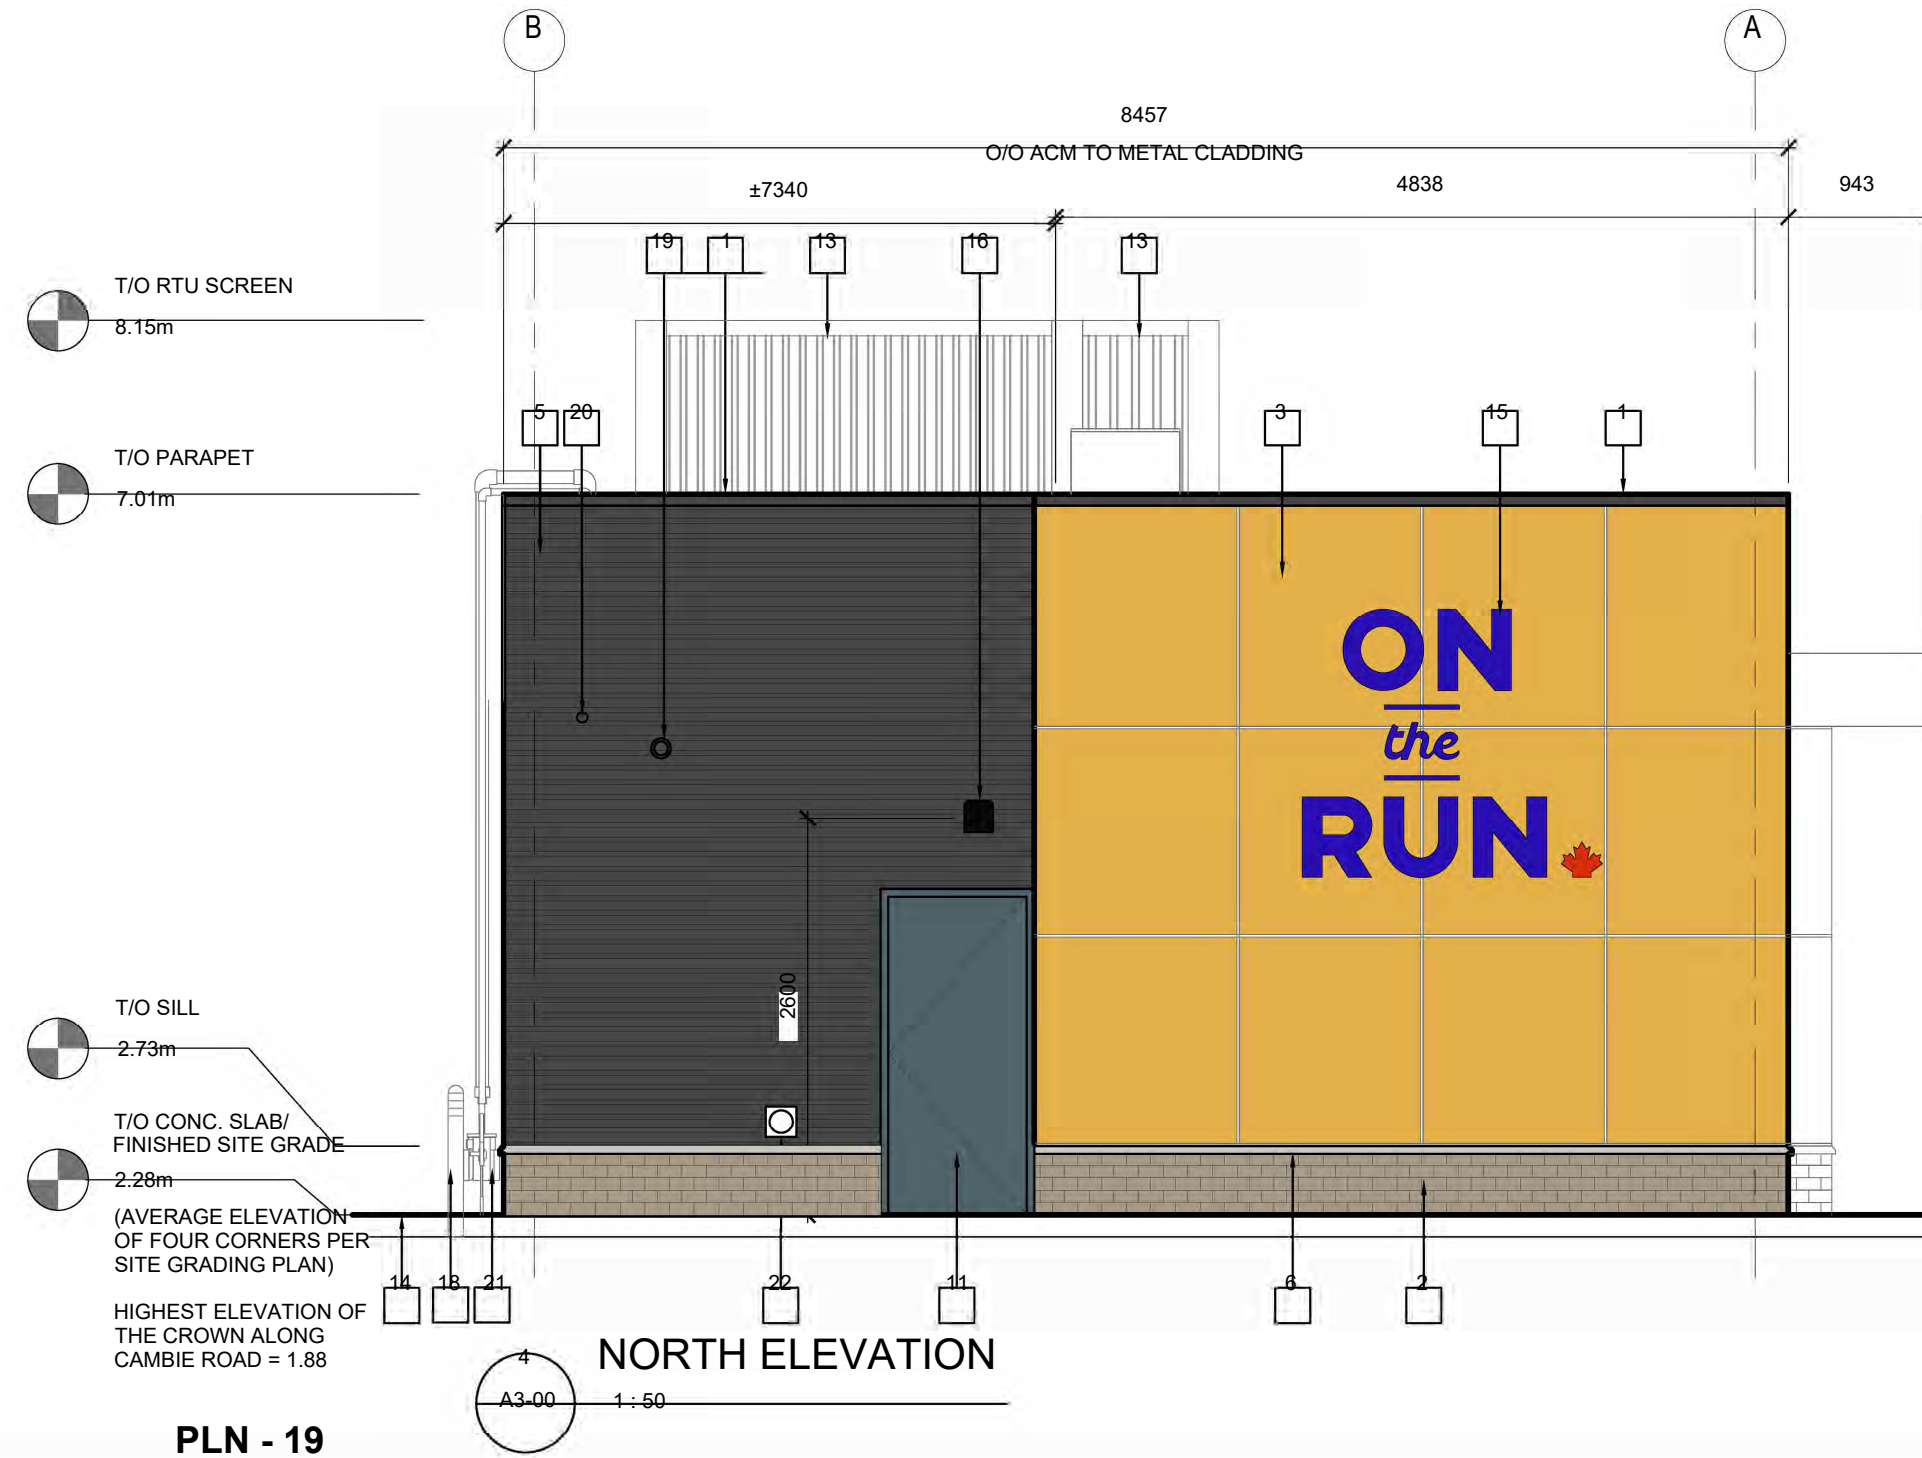 B
A
8457
O/O ACM TO METAL CLADDING
±7340
4838
943
19
1
13
16
13
T/O RTU SCREEN
8.15m
5
20
3
15
1
T/O PARAPET
7.01m
ON
the
RUN
2600
T/O SILL
2.73m
T/O CONC. SLAB/
FINISHED SITE GRADE
2.28m
(AVERAGE ELEVATION
OF FOUR CORNERS PER
SITE GRADING PLAN)
14
18
21
22
11
6
2
HIGHEST ELEVATION OF
THE CROWN ALONG
CAMBIE ROAD = 1.88
4
A3-00
NORTH ELEVATION
1 : 50
PLN - 19